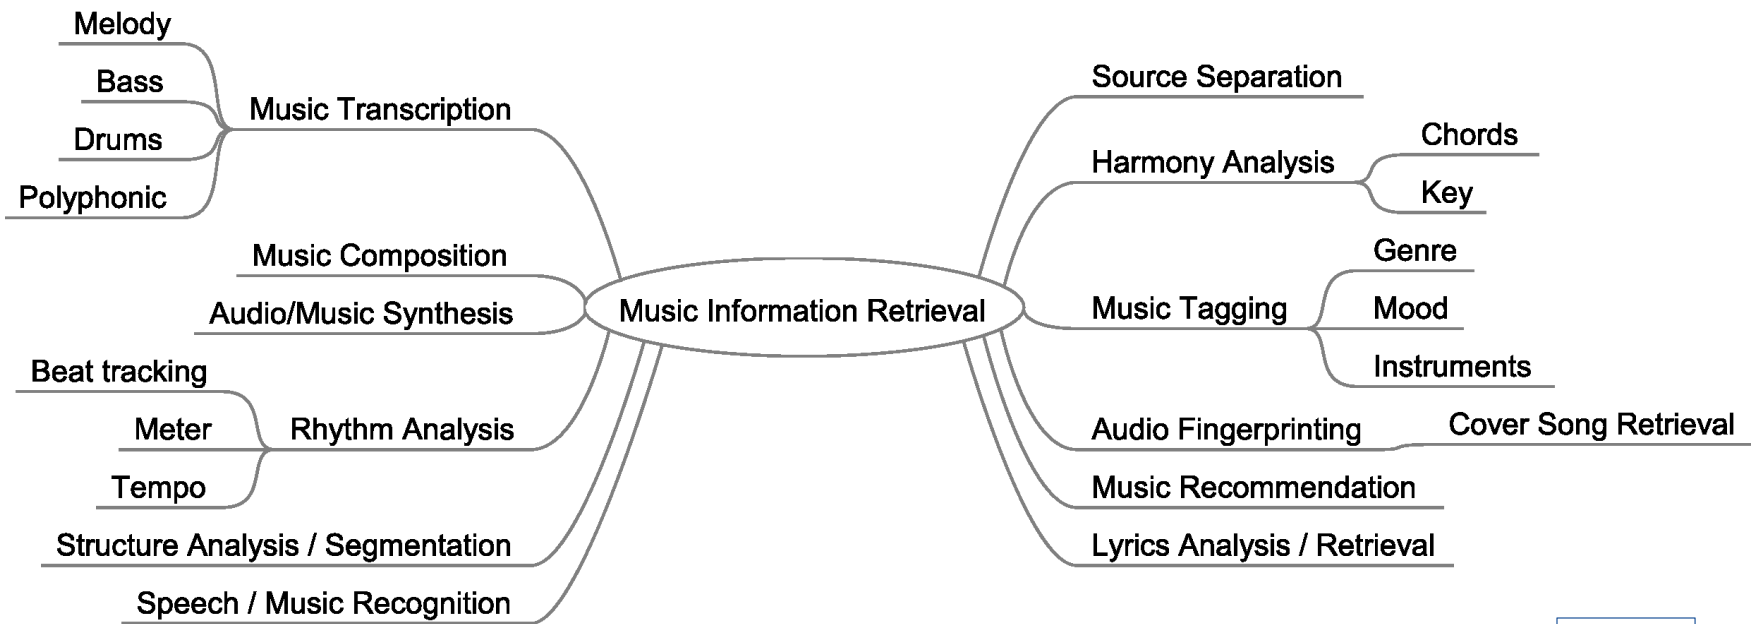 Melody
Bass
Drums
Polyphonic
Music Transcription
Music Composition
Audio/Music Synthesis
Beat tracking
Meter
Tempo
Rhythm Analysis
Structure Analysis / Segmentation
Speech / Music Recognition
Music Information Retrieval
Source Separation
Harmony Analysis
Chords
Key
Music Tagging
Genre
Mood
Instruments
Audio Fingerprinting
Cover Song Retrieval
Music Recommendation
Lyrics Analysis / Retrieval